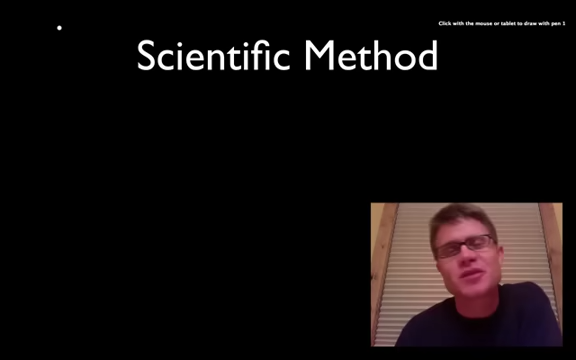 Click with the mouse or tablet to draw with pen 1
Scientific Method